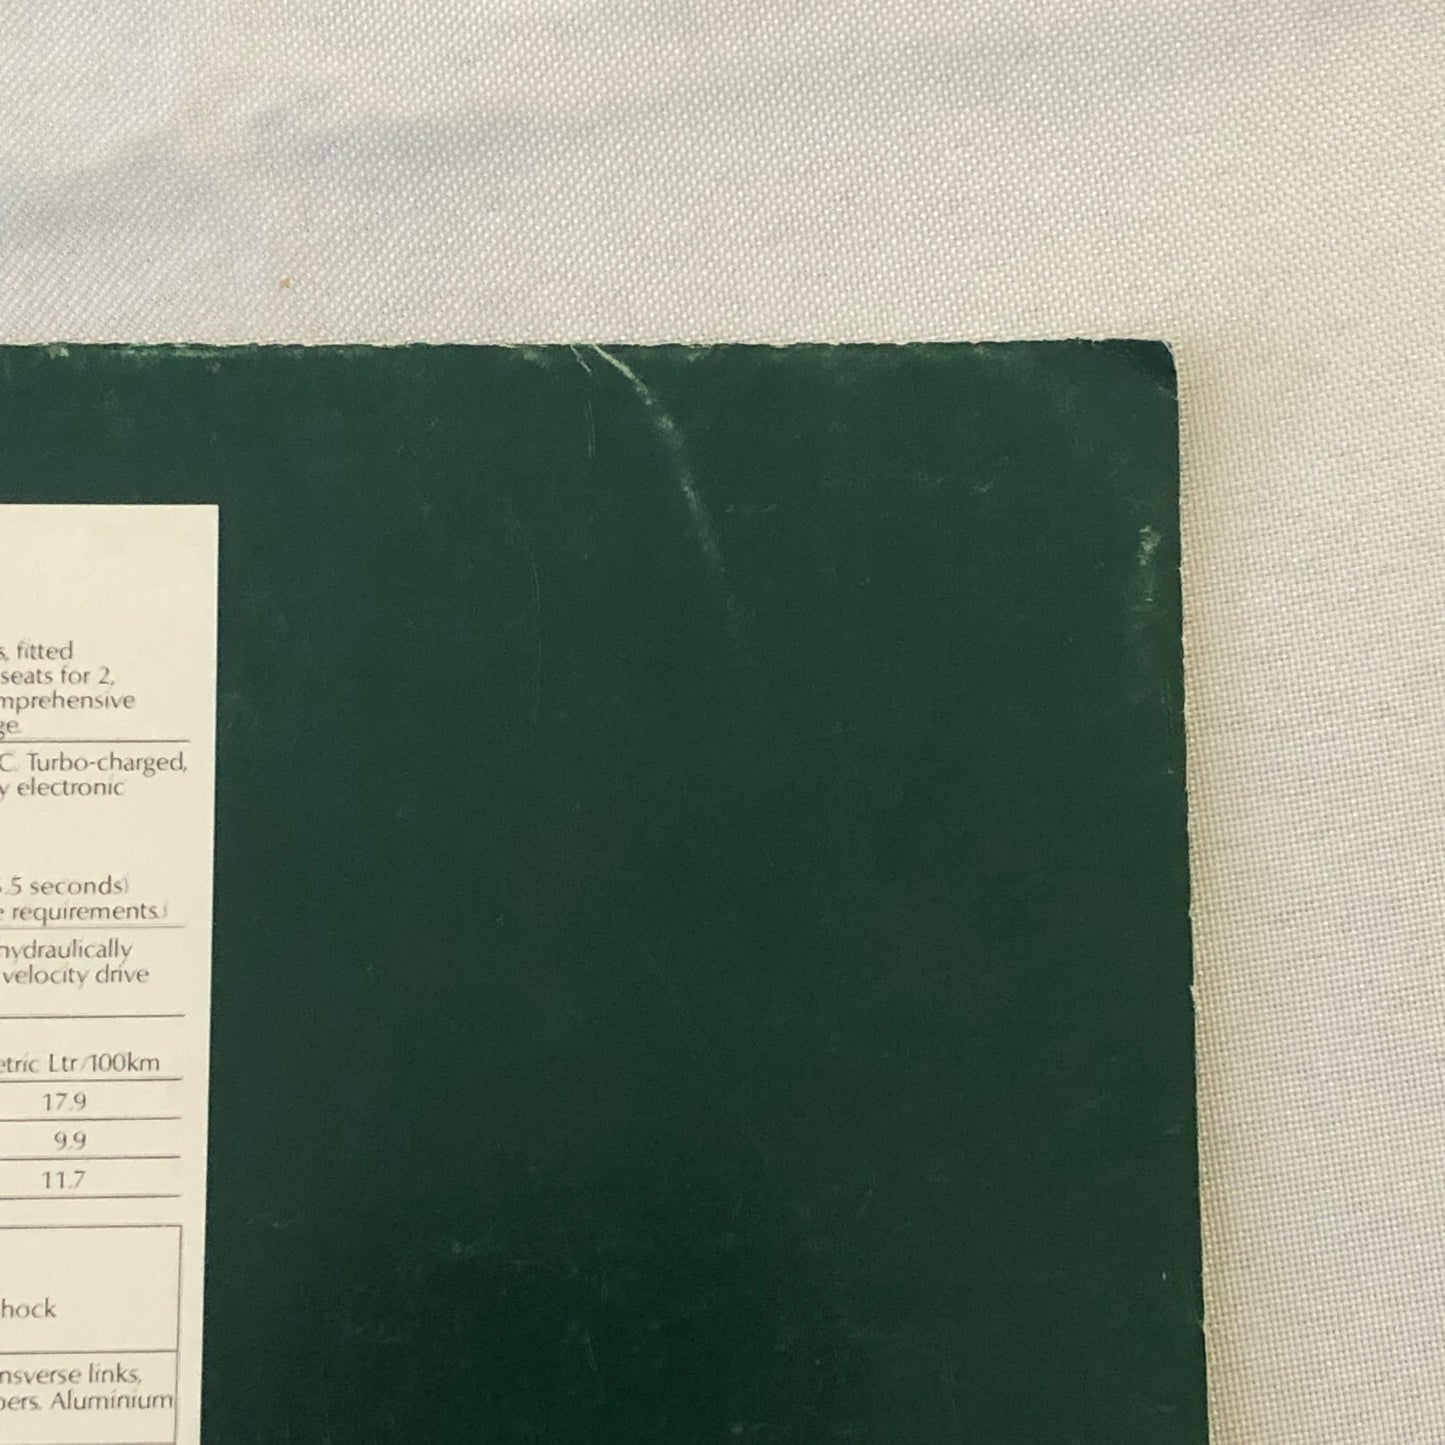 , fitted
seats for 2,
mprehensive
ge.
C. Turbo-charged,
y electronic
.5 seconds)
e requirements.)
hydraulically
velocity drive
etric Ltr/100km
17.9
9.9
11.7
hock
nsverse links,
pers. Aluminium